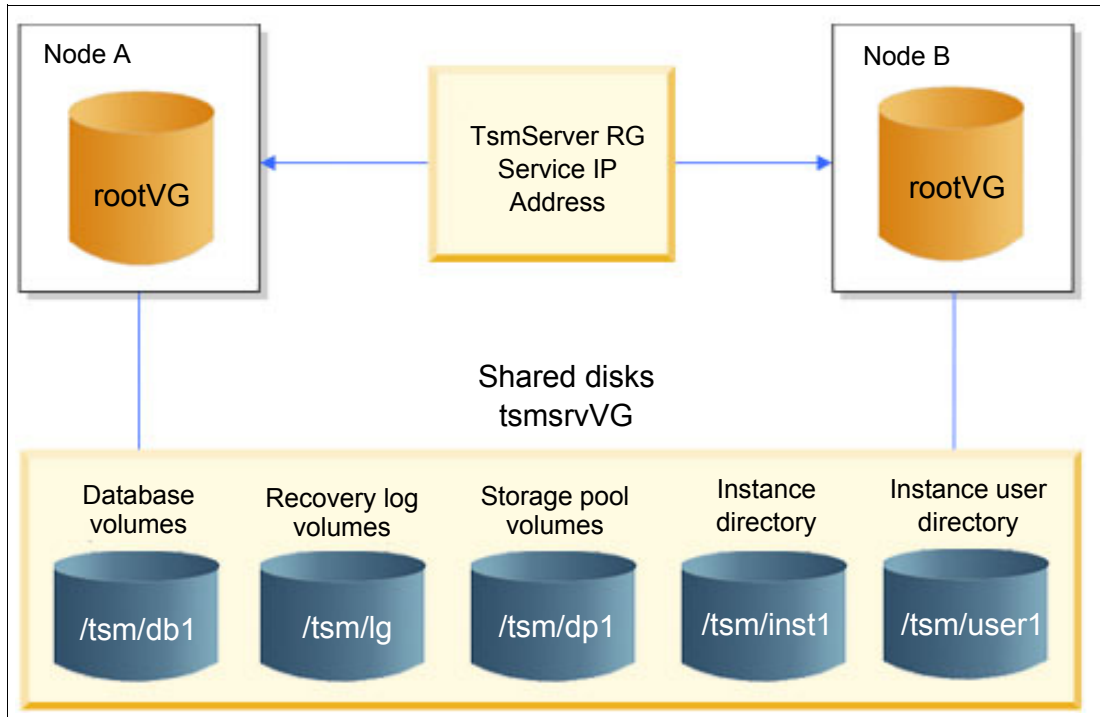 Node A
rootVG
TsmServer RG
Service IP
Address
Node B
rootVG
Shared disks
tsmsrvVG
Database
volumes
/tsm/db1
Recovery log
volumes
/tsm/lg
Storage pool
volumes
/tsm/dp1
Instance
directory
/tsm/inst1
Instance user
directory
/tsm/user1